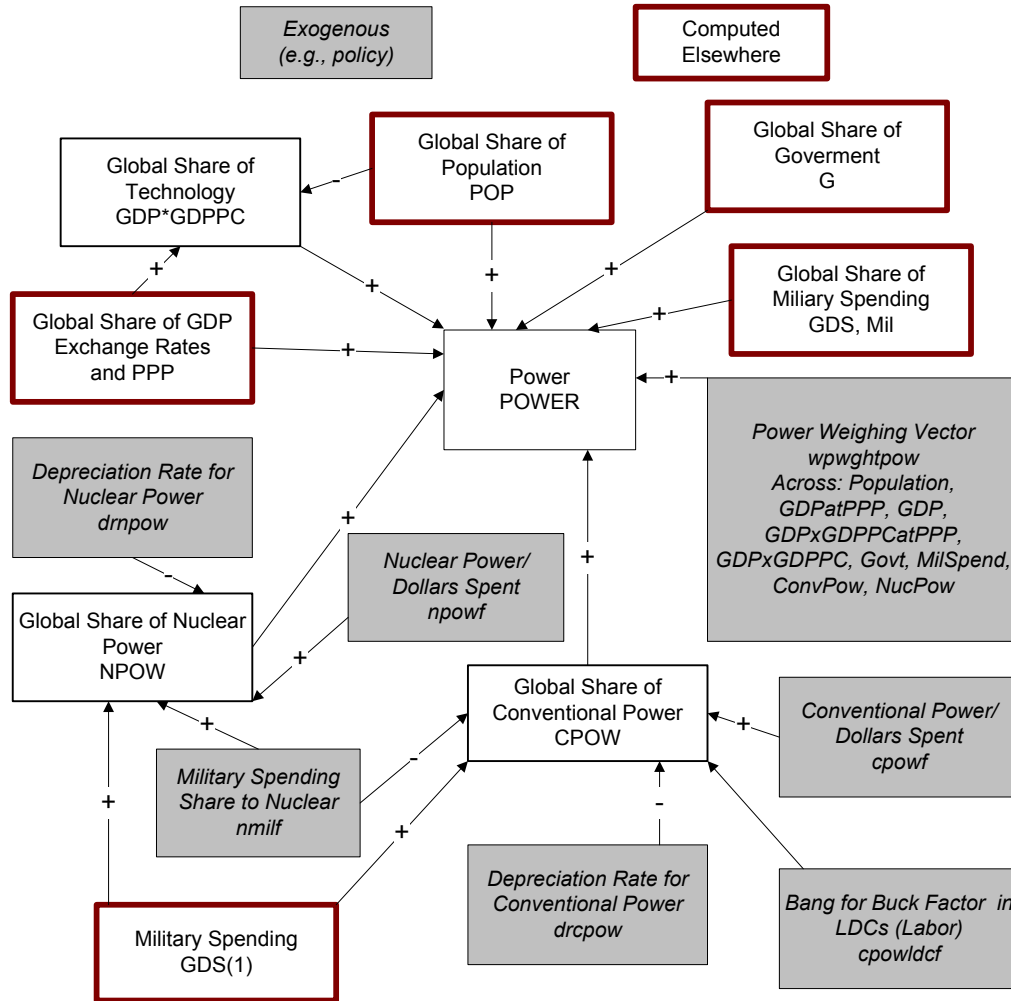 Exogenous
(e.g., policy)
Computed
Elsewhere
Global Share of
Technology
GDP*GDPPC
Global Share of
Population
POP
Global Share of
Goverment
G
-
+
+
+
+
Global Share of
Miliary Spending
GDS, Mil
+
Global Share of GDP
Exchange Rates
and PPP
+
Power
POWER
+
Power Weighing Vector
wpwghtpow
Across: Population,
GDPatPPP, GDP,
GDPxGDPPCatPPP,
GDPxGDPPC, Govt, MilSpend,
ConvPow, NucPow
Depreciation Rate for
Nuclear Power
drnpow
-
+
+
Nuclear Power/
Dollars Spent
npowf
Global Share of Nuclear
Power
NPOW
+
Global Share of
Conventional Power
CPOW
+
Conventional Power/
Dollars Spent
cpowf
+
-
Military Spending
Share to Nuclear
nmilf
+
+
-
Depreciation Rate for
Conventional Power
drcpow
Bang for Buck Factor in
LDCs (Labor)
cpowldcf
+
Military Spending
GDS(1)